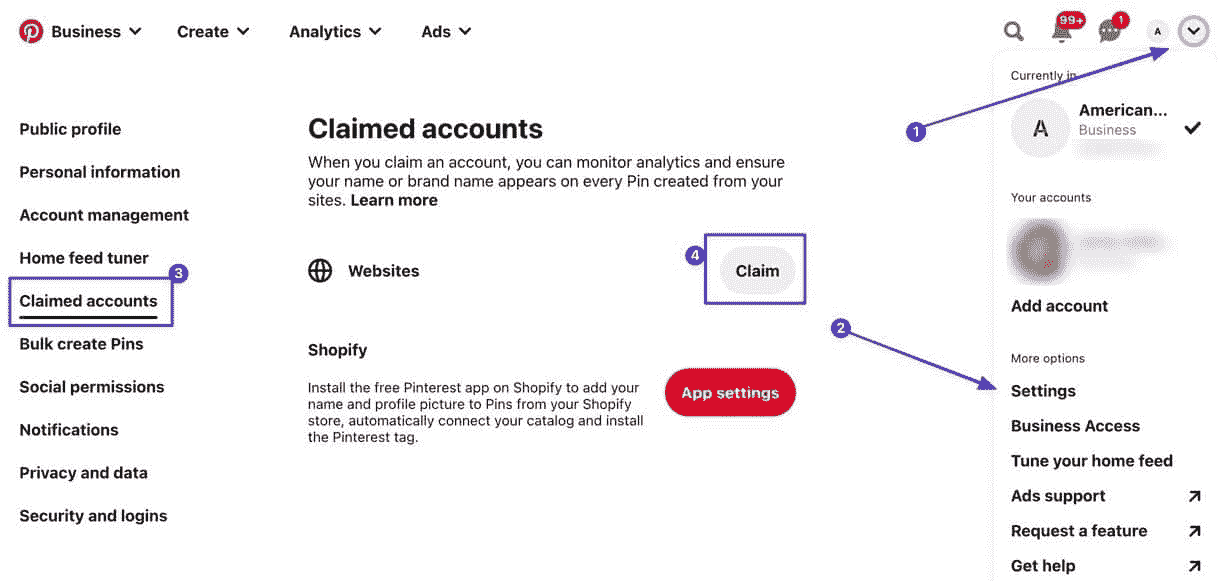 Business Create Analytics Ads 99+ 1 A
Public profile
Personal information
Account management
Home feed tuner
3
Claimed accounts
Bulk create Pins
Social permissions
Notifications
Privacy and data
Security and logins
Claimed accounts
When you claim an account, you can monitor analytics and ensure
your name or brand name appears on every Pin created from your
sites. Learn more
Websites
4
Claim
Shopify
Install the free Pinterest app on Shopify to add your
name and profile picture to Pins from your Shopify
store, automatically connect your catalog and install
the Pinterest tag.
App settings
1
2
Currently in
A
American...
Business
Your accounts
Add account
More options
Settings
Business Access
Tune your home feed
Ads support
Request a feature
Get help